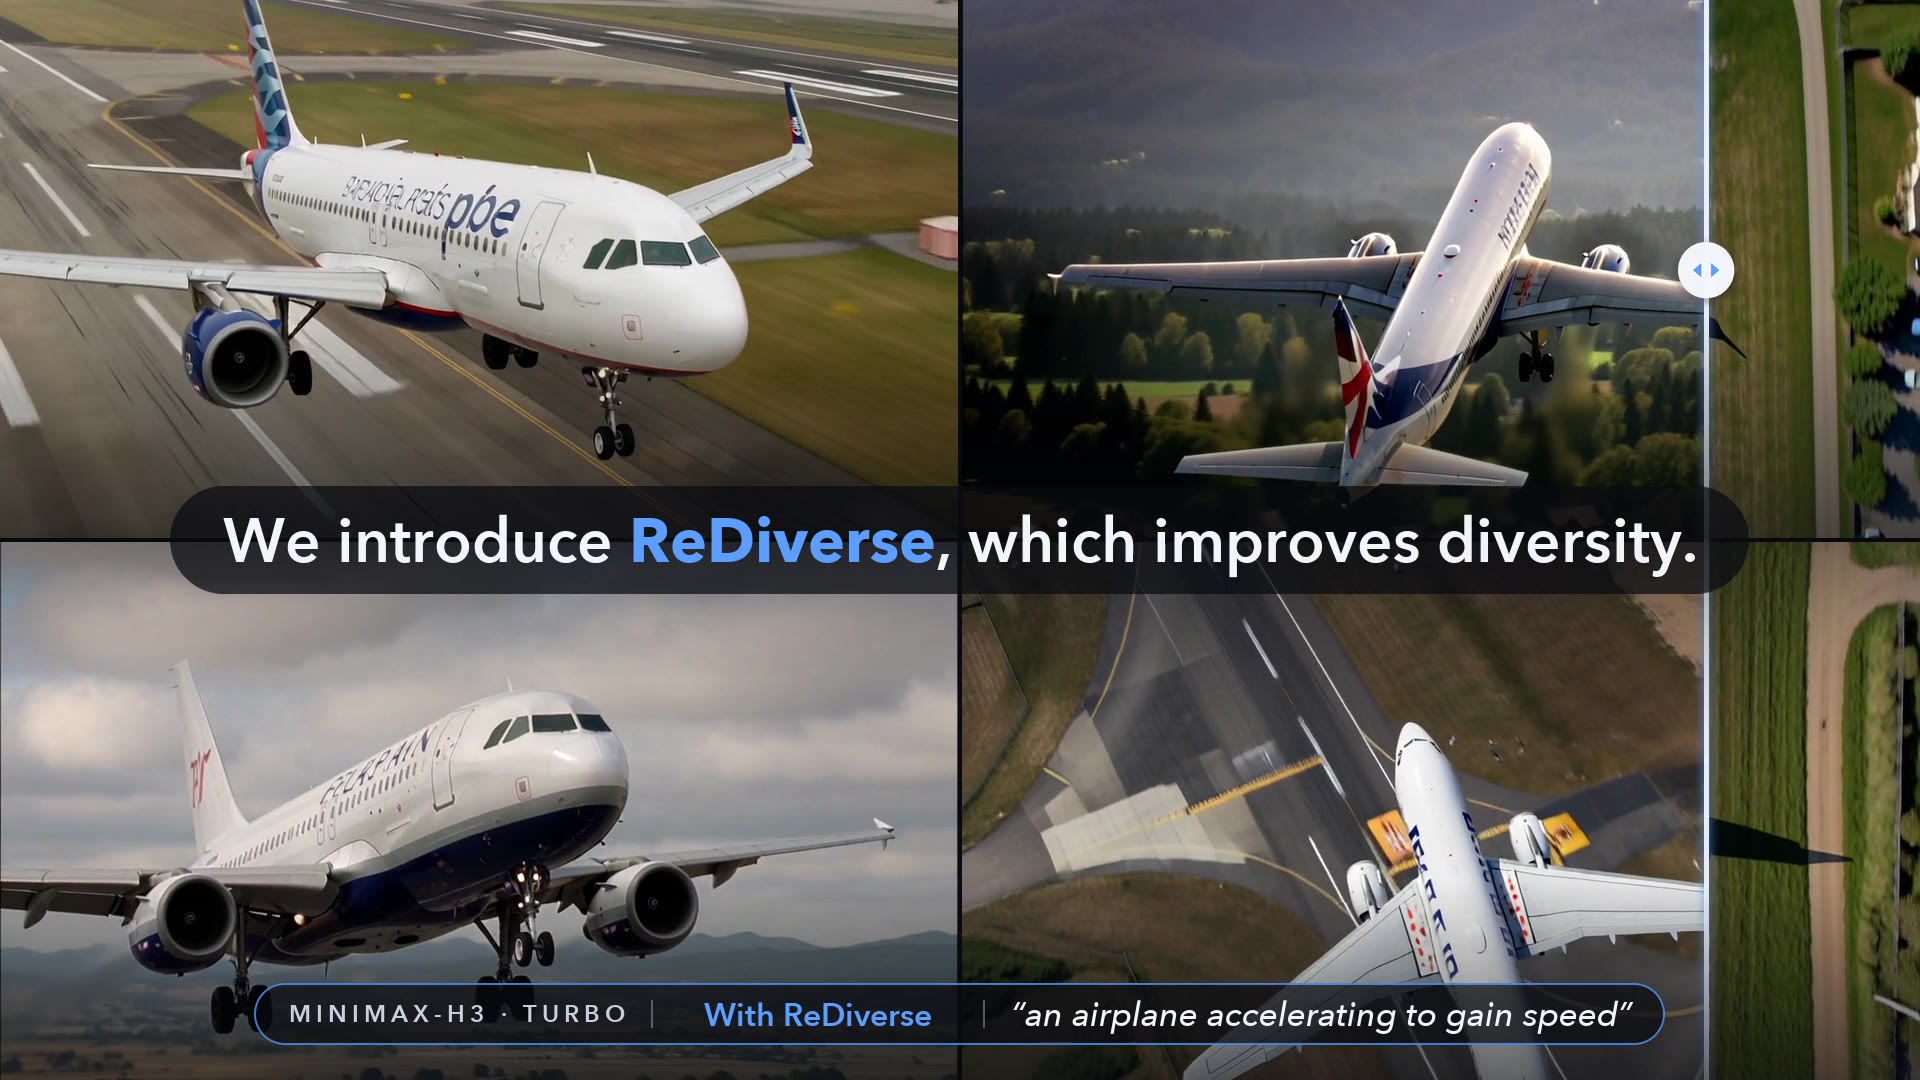 We introduce ReDiverse, which improves diversity.
MINIMAX-H3 · TURBO | With ReDiverse | “an airplane accelerating to gain speed”